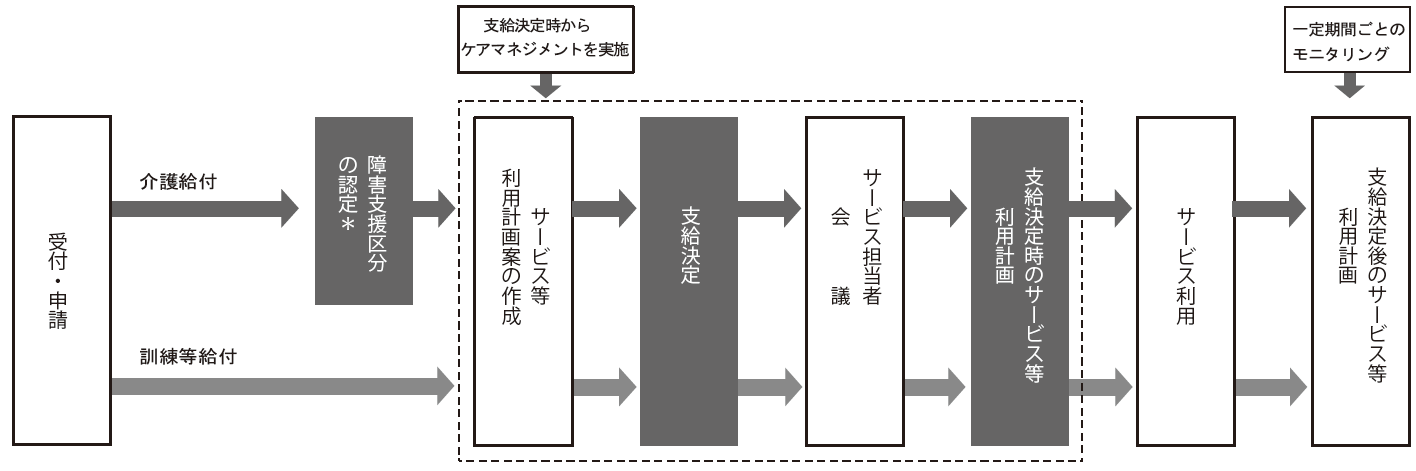 支給決定時から
ケアマネジメントを実施
一定期間ごとの
モニタリング
受付・申請
介護給付
訓練等給付
障害支援区分
の認定＊
サービス等
利用計画案の作成
支給決定
サービス担当者
会議
支給決定時のサービス等
利用計画
サービス利用
支給決定後のサービス等
利用計画